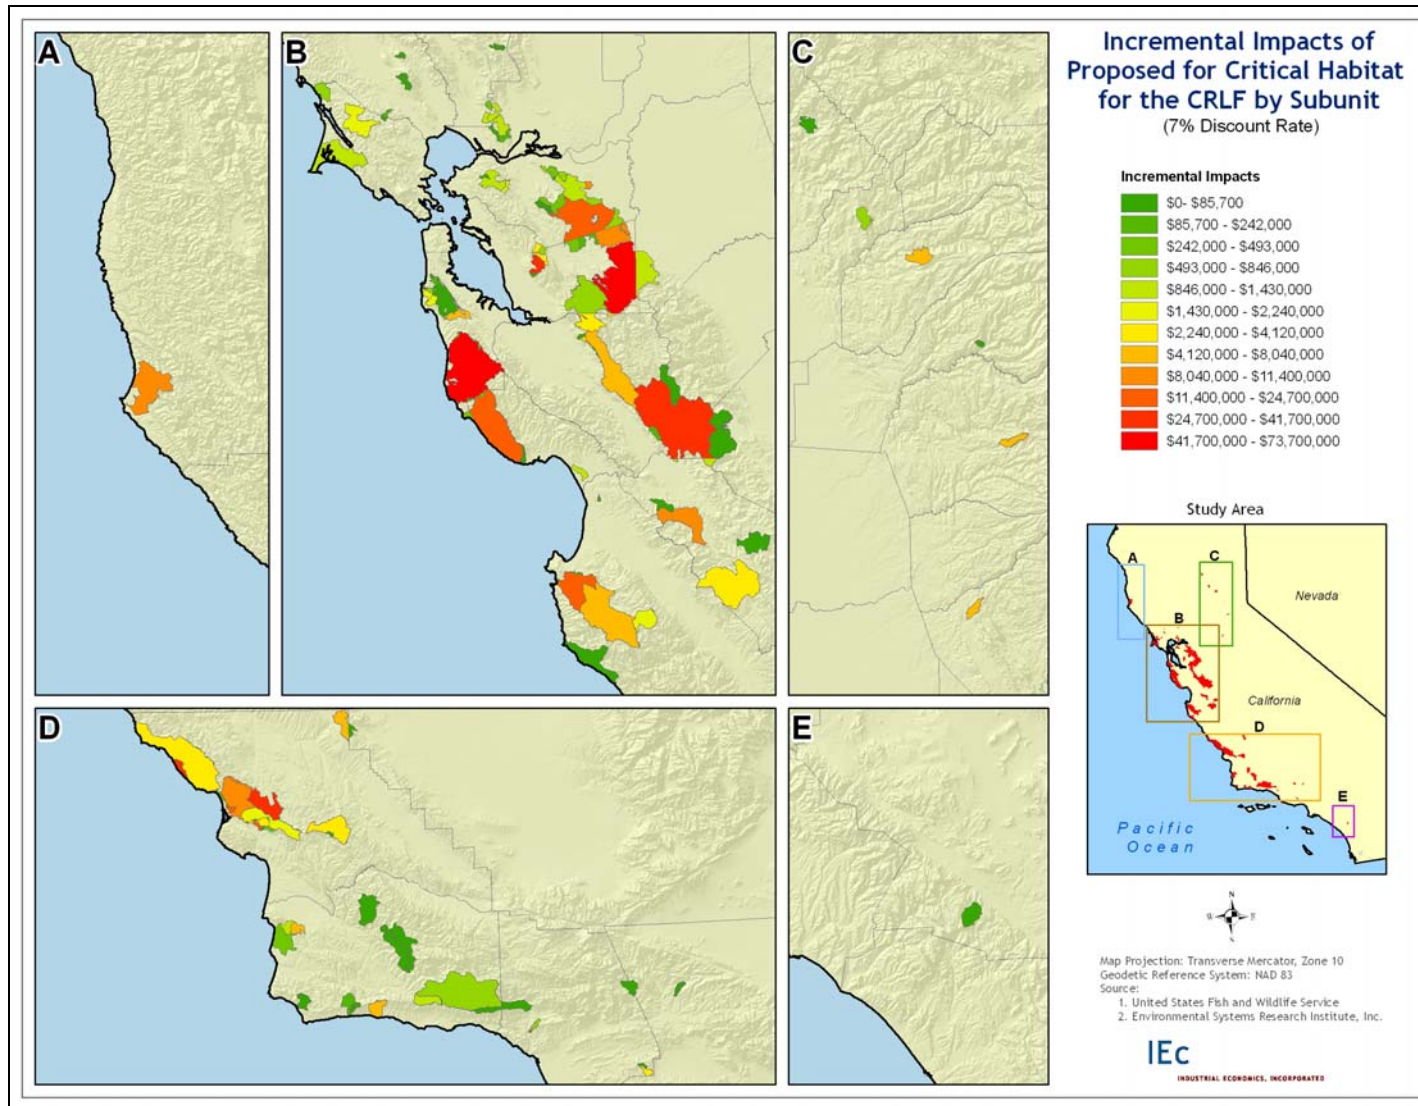 A
B
C
D
E
Incremental Impacts of
Proposed for Critical Habitat
for the CRLF by Subunit
(7% Discount Rate)
Incremental Impacts
$0- $85,700
$85,700 - $242,000
$242,000 - $493,000
$493,000 - $846,000
$846,000 - $1,430,000
$1,430,000 - $2,240,000
$2,240,000 - $4,120,000
$4,120,000 - $8,040,000
$8,040,000 - $11,400,000
$11,400,000 - $24,700,000
$24,700,000 - $41,700,000
$41,700,000 - $73,700,000
Study Area
A
C
B
Nevada
California
D
E
Pacific
Ocean
N
W E
S
Map Projection: Transverse Mercator, Zone 10
Geodetic Reference System: NAD 83
Source:
1. United States Fish and Wildlife Service
2. Environmental Systems Research Institute, Inc.
IEc
INDUSTRIAL ECONOMICS, INCORPORATED